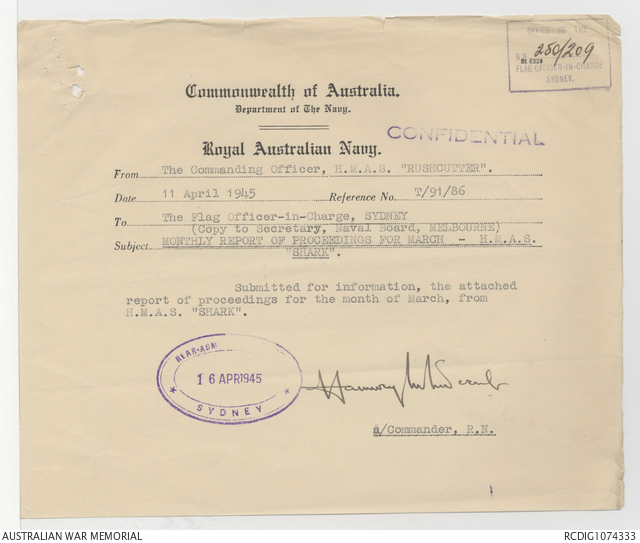 OFFICE OF THE
250/209
FLAG OFFICER-IN-CHARGE
SYDNEY.
Commonwealth of Australia.
Department of The Navy.
CONFIDENTIAL
Royal Australian Navy.
From The Commanding Officer, H.M.A.S. "RUSHCUTTER".
Date 11 April 1945 Reference No. T/91/86
To The Flag Officer-in-Charge, SYDNEY
(Copy to Secretary, Naval Board, MELBOURNE)
Subject MONTHLY REPORT OF PROCEEDINGS FOR MARCH - H.M.A.S.
"SHARK".
Submitted for information, the attached
report of proceedings for the month of March, from
H.M.A.S. "SHARK".
REAR-ADM
16 APR 1945
SYDNEY
a/Commander, R.N.
AUSTRALIAN WAR MEMORIAL
RCDIG1074333